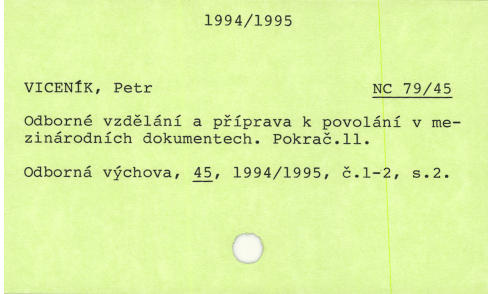 1994/1995
VICENÍK, Petr NC 79/45
Odborné vzdělání a příprava k povolání v me-
zinárodních dokumentech. Pokrač.ll.
Odborná výchova, 45, 1994/1995, č.1-2, s.2.